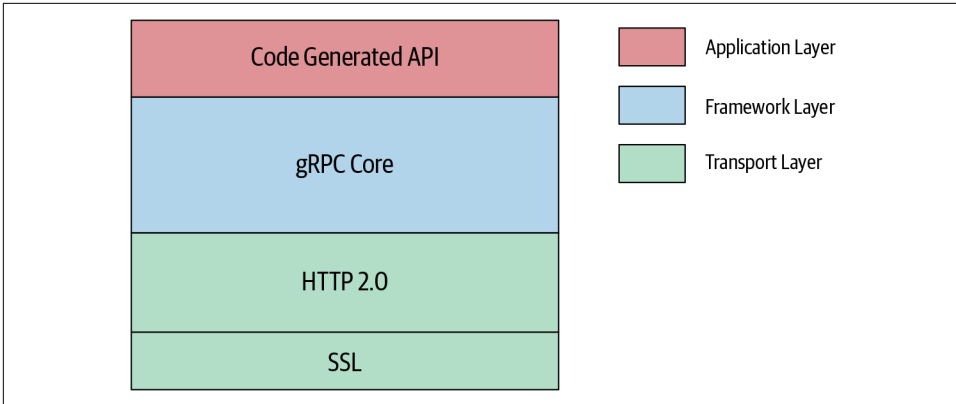 Code Generated API
gRPC Core
HTTP 2.0
SSL
Application Layer
Framework Layer
Transport Layer